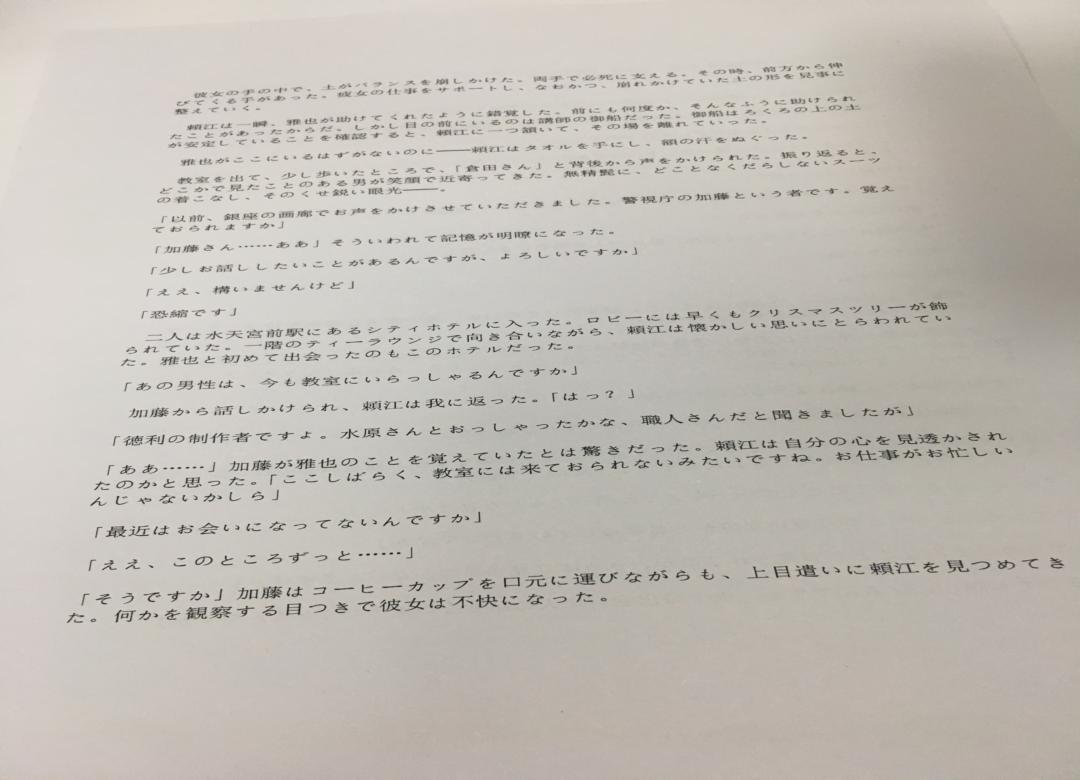 彼女の手の中で、土がバランスを崩しかけた。両手で必死に支える。その時、前方から伸
びてくる手があった。彼女の仕事をサポートし、なおかつ、崩れかけていた土の形を見事に
整えていく。
頼江は一瞬、雅也が助けてくれたように錯覚した。前にも何度か、そんなふうに助けられ
たことがあったからだ。しかし目の前にいるのは講師の御船だった。御船はろくろの上の土
が安定していることを確認すると、頼江に一つ頷いて、その場を離れていった。
雅也がここにいるはずがないのに――頼江はタオルを手にし、額の汗をぬぐった。
教室を出て、少し歩いたところで、「倉田さん」と背後から声をかけられた。振り返ると、
どこかで見たことのある男が笑顔で近寄ってきた。無精髭に、どことなくだらしないスーツ
の着こなし、そのくせ鋭い眼光――。
「以前、銀座の画廊でお声をかけさせていただきました。警視庁の加藤という者です。覚え
ておられますか」
「加藤さん……ああ」そういわれて記憶が明瞭になった。
「少しお話ししたいことがあるんですが、よろしいですか」
「ええ、構いませんけど」
「恐縮です」
二人は水天宮前駅にあるシティホテルに入った。ロビーには早くもクリスマスツリーが飾
られていた。一階のティーラウンジで向き合いながら、頼江は懐かしい思いにとらわれてい
た。雅也と初めて出会ったのもこのホテルだった。
「あの男性は、今も教室にいらっしゃるんですか」
加藤から話しかけられ、頼江は我に返った。「はっ？」
「徳利の制作者ですよ。水原さんとおっしゃったかな、職人さんだと聞きましたが」
「ああ……」加藤が雅也のことを覚えていたとは驚きだった。頼江は自分の心を見透かされ
たのかと思った。「ここしばらく、教室には来ておられないみたいですね。お仕事がお忙しい
んじゃないかしら」
「最近はお会いになってないんですか」
「ええ、このところずっと……」
「そうですか」加藤はコーヒーカップを口元に運びながらも、上目遣いに頼江を見つめてき
た。何かを観察する目つきで彼女は不快になった。